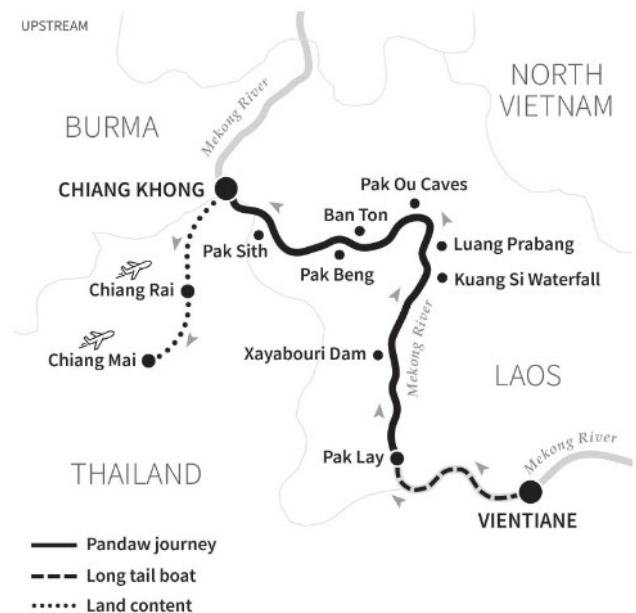 UPSTREAM
NORTH
VIETNAM
BURMA
Mekong River
CHIANG KHONG
Pak Ou Caves
Ban Ton
Pak Sith
Luang Prabang
Pak Beng
Kuang Si Waterfall
Chiang Rai
Mekong River
Xayabouri Dam
Chiang Mai
LAOS
Pak Lay
Mekong River
THAILAND
VIENTIANE
Pandaw journey
Long tail boat
Land content